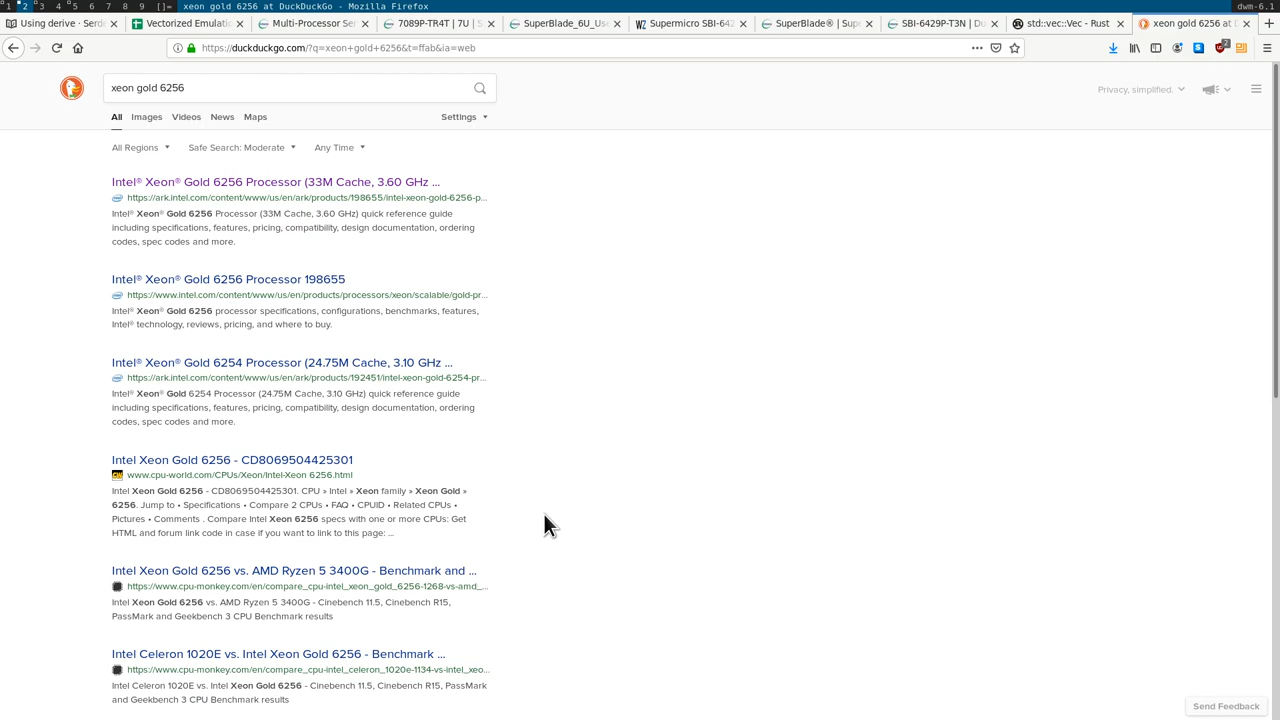 1 2 3 4 5 6 7 8 9 []= xeon gold 6256 at DuckDuckGo - Mozilla Firefox dwm-6.1
Using derive · Serd Vectorized Emulatio Multi-Processor Ser 7089P-TR4T | 7U | S SuperBlade_6U_Use Supermicro SBI-642 SuperBlade® | Supe SBI-6429P-T3N | Du std::vec::Vec - Rust xeon gold 6256 at D
https://duckduckgo.com/?q=xeon+gold+6256&t=ffab&ia=web
2
xeon gold 6256
Privacy, simplified.
All Images Videos News Maps Settings
All Regions Safe Search: Moderate Any Time
Intel® Xeon® Gold 6256 Processor (33M Cache, 3.60 GHz ...
https://ark.intel.com/content/www/us/en/ark/products/198655/intel-xeon-gold-6256-p...
Intel® Xeon® Gold 6256 Processor (33M Cache, 3.60 GHz) quick reference guide
including specifications, features, pricing, compatibility, design documentation, ordering
codes, spec codes and more.
Intel® Xeon® Gold 6256 Processor 198655
https://www.intel.com/content/www/us/en/products/processors/xeon/scalable/gold-pr...
Intel® Xeon® Gold 6256 processor specifications, configurations, benchmarks, features,
Intel® technology, reviews, pricing, and where to buy.
Intel® Xeon® Gold 6254 Processor (24.75M Cache, 3.10 GHz ...
https://ark.intel.com/content/www/us/en/ark/products/192451/intel-xeon-gold-6254-pr...
Intel® Xeon® Gold 6254 Processor (24.75M Cache, 3.10 GHz) quick reference guide
including specifications, features, pricing, compatibility, design documentation, ordering
codes, spec codes and more.
Intel Xeon Gold 6256 - CD8069504425301
www.cpu-world.com/CPUs/Xeon/Intel-Xeon 6256.html
Intel Xeon Gold 6256 - CD8069504425301. CPU » Intel » Xeon family » Xeon Gold »
6256. Jump to • Specifications • Compare 2 CPUs • FAQ • CPUID • Related CPUs •
Pictures • Comments . Compare Intel Xeon 6256 specs with one or more CPUs: Get
HTML and forum link code in case if you want to link to this page: ...
Intel Xeon Gold 6256 vs. AMD Ryzen 5 3400G - Benchmark and ...
https://www.cpu-monkey.com/en/compare_cpu-intel_xeon_gold_6256-1268-vs-amd_...
Intel Xeon Gold 6256 vs. AMD Ryzen 5 3400G - Cinebench 11.5, Cinebench R15,
PassMark and Geekbench 3 CPU Benchmark results
Intel Celeron 1020E vs. Intel Xeon Gold 6256 - Benchmark ...
https://www.cpu-monkey.com/en/compare_cpu-intel_celeron_1020e-1134-vs-intel_xeo...
Intel Celeron 1020E vs. Intel Xeon Gold 6256 - Cinebench 11.5, Cinebench R15, PassMark
and Geekbench 3 CPU Benchmark results
Send Feedback